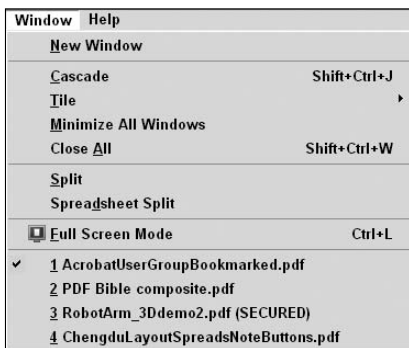 Window Help
New Window
Cascade Shift+Ctrl+J
Tile
Minimize All Windows
Close All Shift+Ctrl+W
Split
Spreadsheet Split
Full Screen Mode Ctrl+L
1 AcrobatUserGroupBookmarked.pdf
2 PDF Bible composite.pdf
3 RobotArm_3Ddemo2.pdf (SECURED)
4 ChengduLayoutSpreadsNoteButtons.pdf